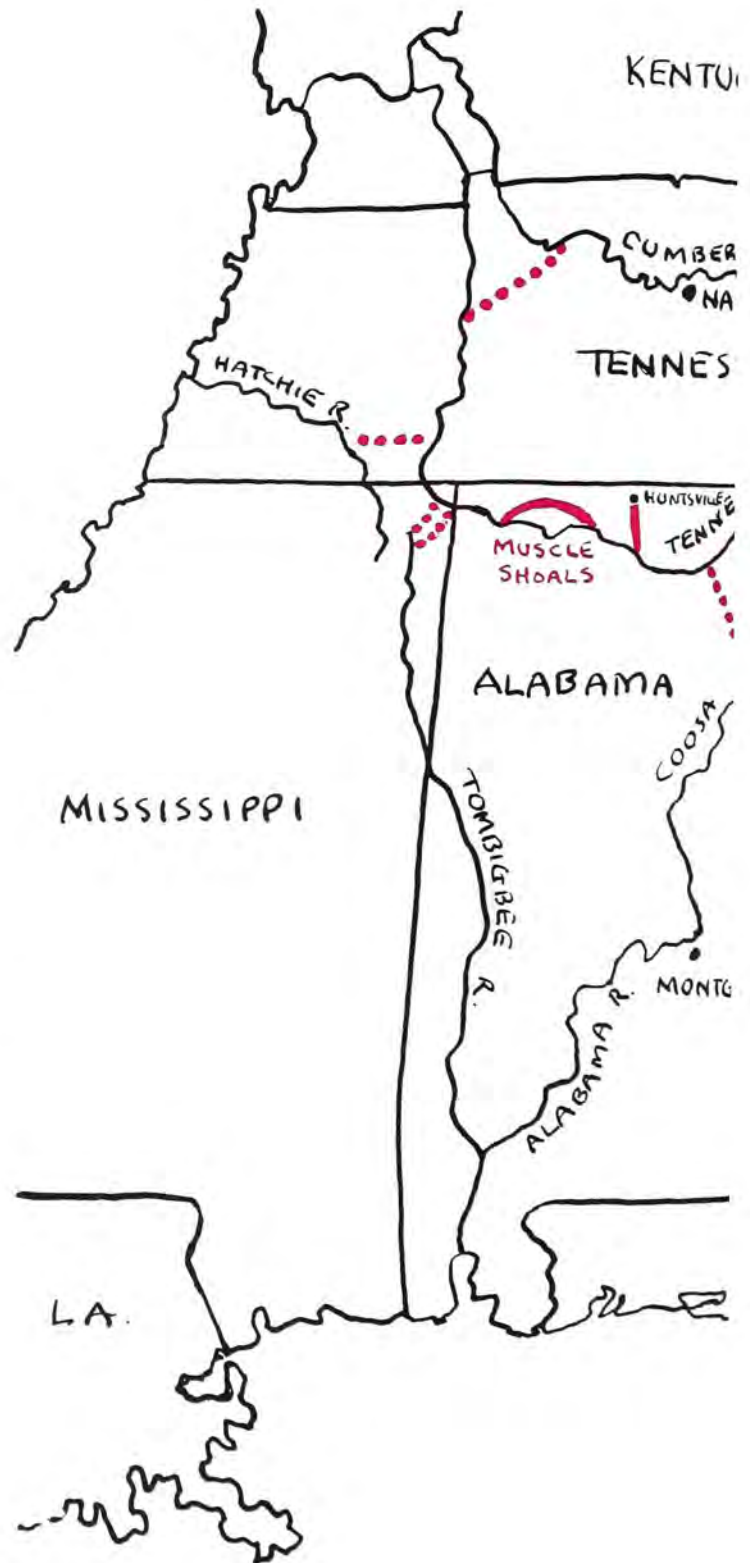 KENTU
CUMBER
NA
TENNES
HATCHIE R.
HUNTSVILLE
TENNE
MUSCLE
SHOALS
ALABAMA
COOSA
MISSISSIPPI
TOMBIGBEE R.
MONTG
ALABAMA R.
LA.